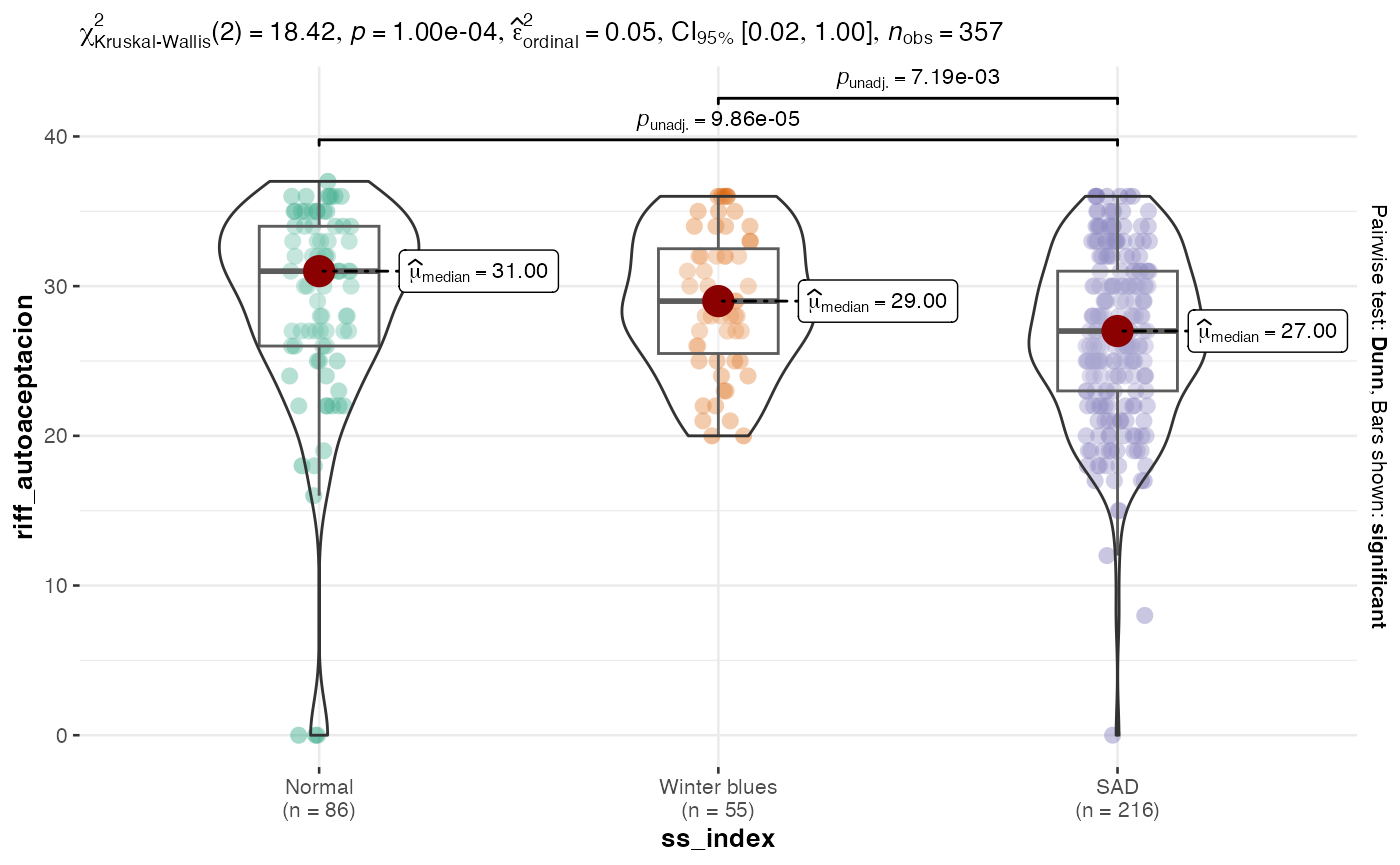 χ²Kruskal-Wallis(2) = 18.42, p = 1.00e-04, ε̂²ordinal = 0.05, CI95% [0.02, 1.00], nobs = 357
punadj. = 7.19e-03
punadj. = 9.86e-05
40
30
20
10
0
riff_autoaceptacion
μ̂median = 31.00
μ̂median = 29.00
μ̂median = 27.00
Pairwise test: Dunn, Bars shown: significant
Normal
(n = 86)
Winter blues
(n = 55)
SAD
(n = 216)
ss_index